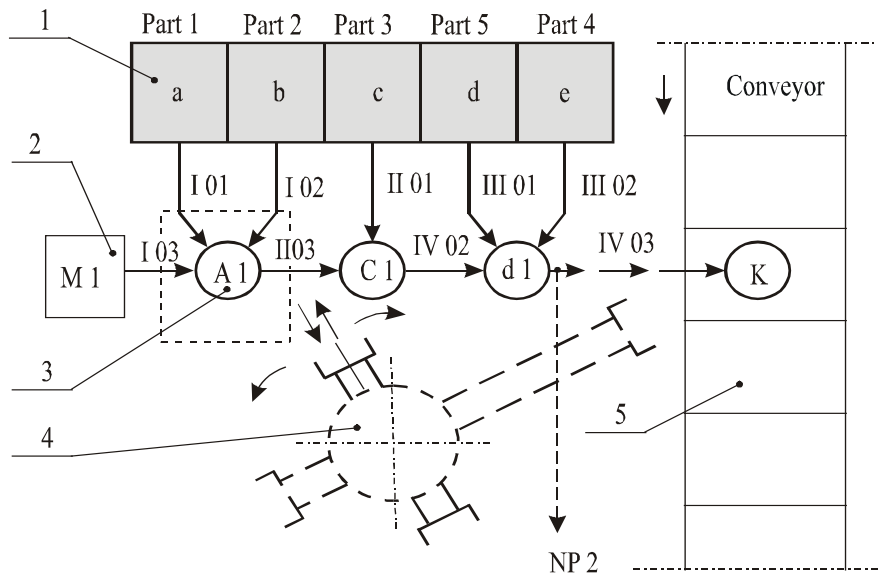 1 Part 1 Part 2 Part 3 Part 5 Part 4
a b c d e Conveyor
2
I 01 I 02 II 01 III 01 III 02
M 1 I 03 A 1 II03 C 1 IV 02 d 1 IV 03 K
3
4 5
NP 2